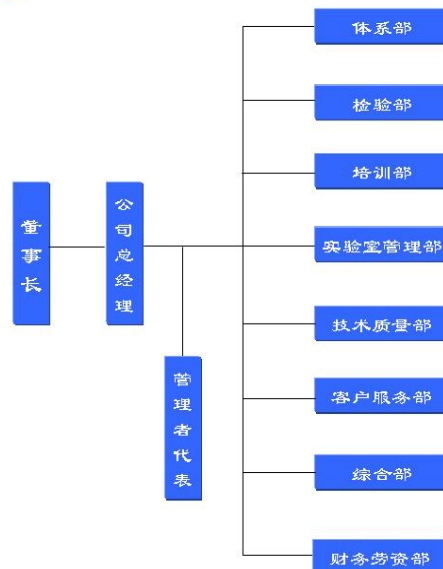 董事长
公司总经理
管理者代表
体系部
检验部
培训部
实验室管理部
技术质量部
客户服务部
综合部
财务劳资部